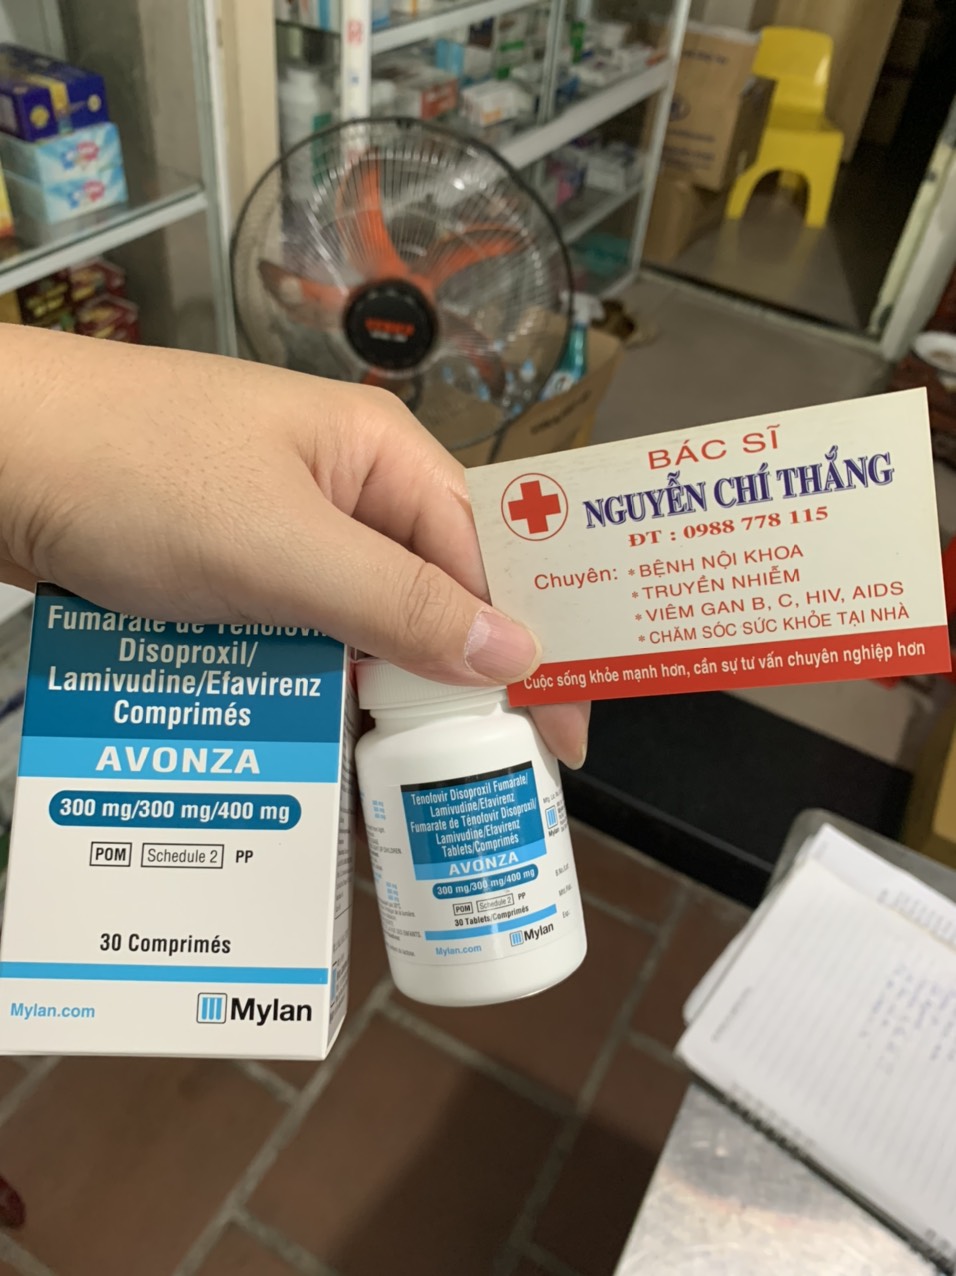 BÁC SĨ
NGUYỄN CHÍ THẮNG
ĐT : 0988 778 115
Chuyên: * BỆNH NỘI KHOA
* TRUYỀN NHIỄM
* VIÊM GAN B, C, HIV, AIDS
* CHĂM SÓC SỨC KHỎE TẠI NHÀ
Cuộc sống khỏe mạnh hơn, cần sự tư vấn chuyên nghiệp hơn
Fumarate de Ténofovir
Disoproxil/
Lamivudine/Efavirenz
Comprimés
AVONZA
300 mg/300 mg/400 mg
POM Schedule 2 PP
30 Comprimés
Mylan.com Mylan
Tenofovir Disoproxil Fumarate/
Lamivudine/Efavirenz
Fumarate de Ténofovir Disoproxil/
Lamivudine/Efavirenz
Tablets/Comprimés
AVONZA
300 mg/300 mg/400 mg
POM Schedule 2 PP
30 Tablets/Comprimés
Mylan.com Mylan